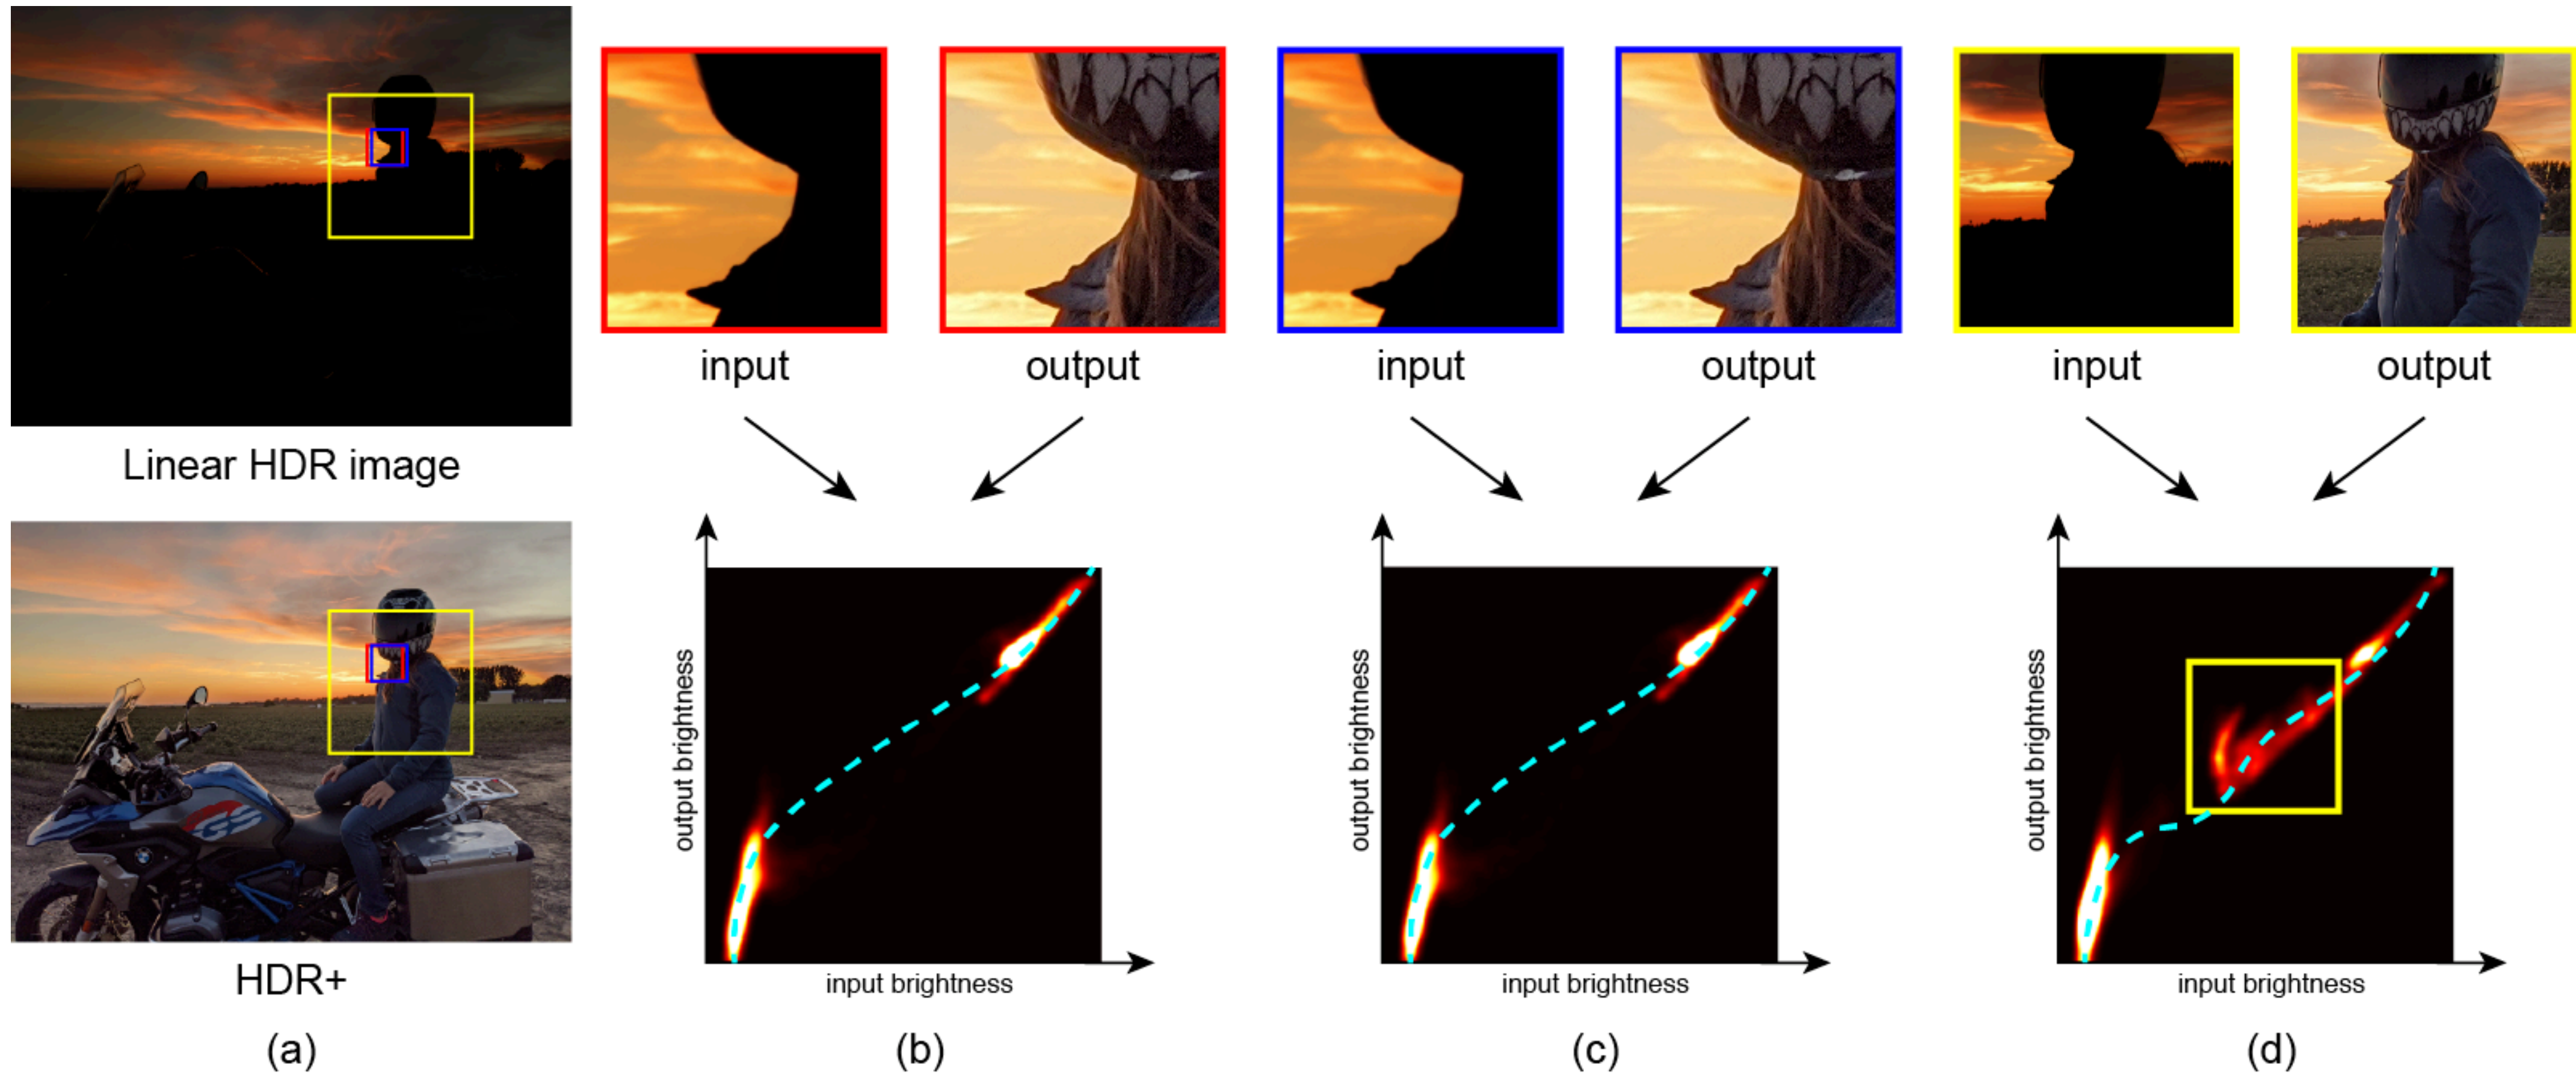 Linear HDR image
HDR+
(a)
input
output
output brightness
input brightness
(b)
input
output
output brightness
input brightness
(c)
input
output
output brightness
input brightness
(d)
GS